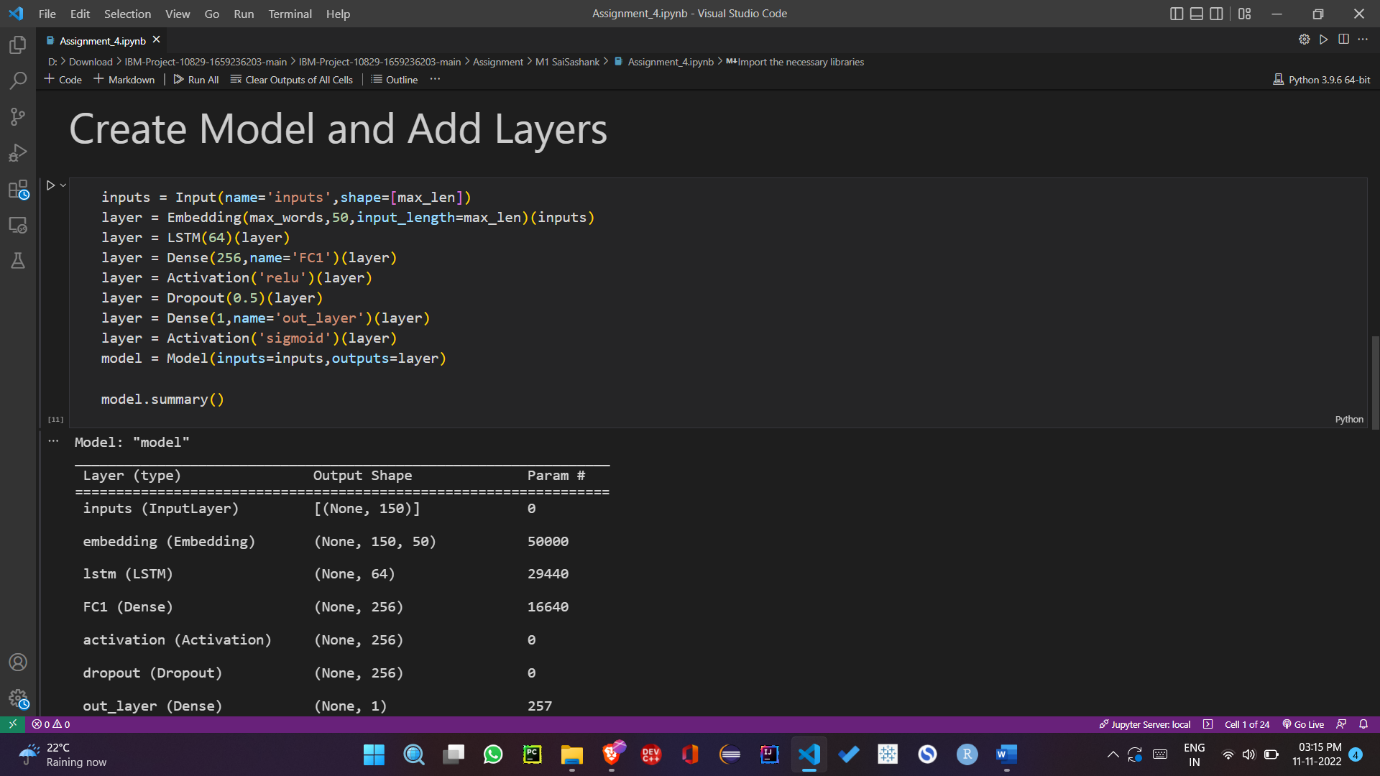 File Edit Selection View Go Run Terminal Help
Assignment_4.ipynb - Visual Studio Code
Assignment_4.ipynb
D: > Download > IBM-Project-10829-1659236203-main > IBM-Project-10829-1659236203-main > Assignment > M1 SaiSashank > Assignment_4.ipynb > M↓Import the necessary libraries
+ Code + Markdown | Run All Clear Outputs of All Cells | Outline ...
Python 3.9.6 64-bit
Create Model and Add Layers
inputs = Input(name='inputs',shape=[max_len])
layer = Embedding(max_words,50,input_length=max_len)(inputs)
layer = LSTM(64)(layer)
layer = Dense(256,name='FC1')(layer)
layer = Activation('relu')(layer)
layer = Dropout(0.5)(layer)
layer = Dense(1,name='out_layer')(layer)
layer = Activation('sigmoid')(layer)
model = Model(inputs=inputs,outputs=layer)
model.summary()
[11]
Python
... Model: "model"
Layer (type) Output Shape Param #
=================================================================
inputs (InputLayer) [(None, 150)] 0
embedding (Embedding) (None, 150, 50) 50000
lstm (LSTM) (None, 64) 29440
FC1 (Dense) (None, 256) 16640
activation (Activation) (None, 256) 0
dropout (Dropout) (None, 256) 0
out_layer (Dense) (None, 1) 257
0 0 Jupyter Server: local Cell 1 of 24 Go Live
22°C
Raining now
PC
DEV C++
R
W
ENG
IN
03:15 PM
11-11-2022
4